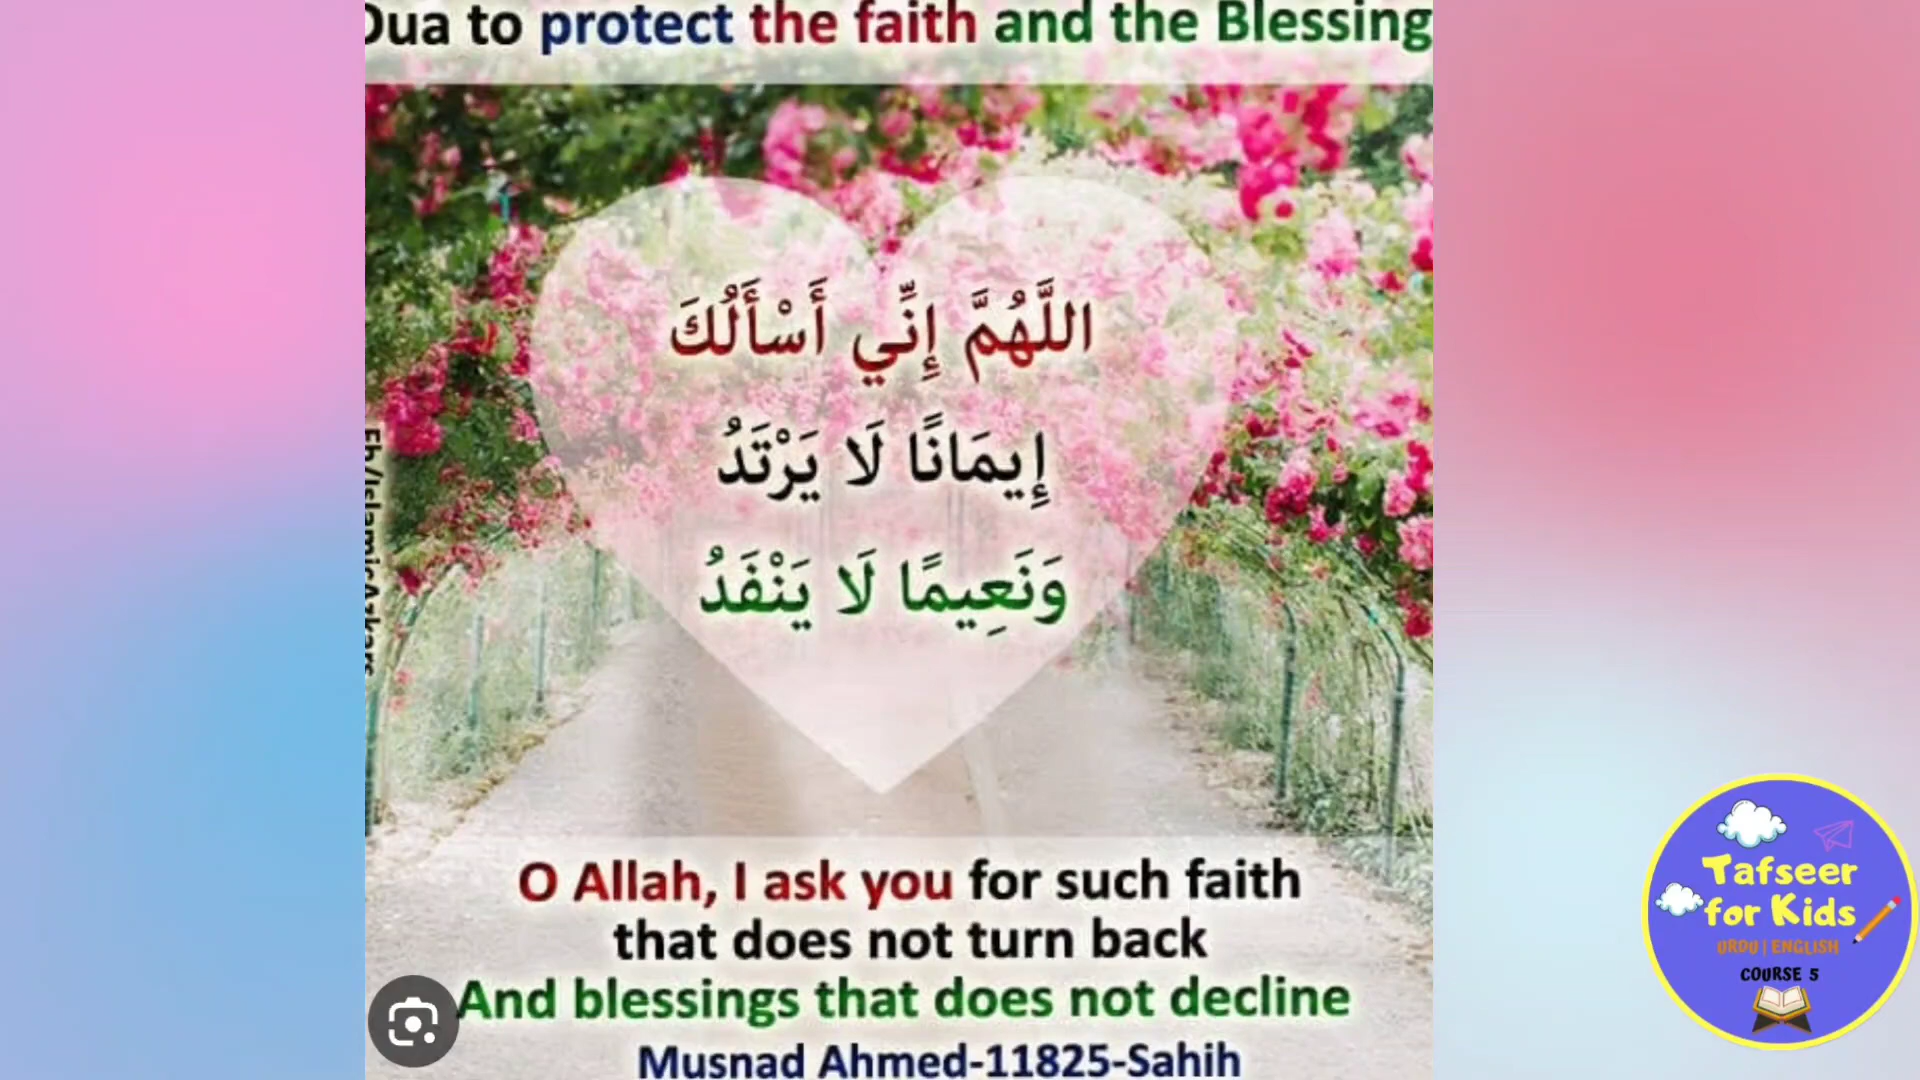 Dua to protect the faith and the Blessing
اللَّهُمَّ إِنِّي أَسْأَلُكَ
إِيمَانًا لَا يَرْتَدُ
وَنَعِيمًا لَا يَنْفَدُ
Fb/IslamicAzkars
O Allah, I ask you for such faith
that does not turn back
And blessings that does not decline
Musnad Ahmed-11825-Sahih
Tafseer
for Kids
URDU | ENGLISH
COURSE 5